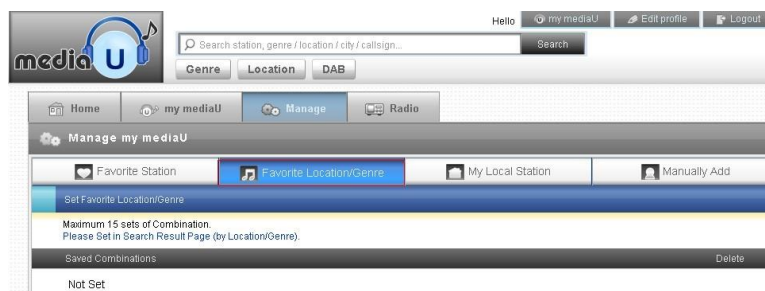 Hello my mediaU Edit profile Logout
media U
Search station, genre / location / city / callsign... Search
Genre Location DAB
Home my mediaU Manage Radio
Manage my mediaU
Favorite Station Favorite Location/Genre My Local Station Manually Add
Set Favorite Location/Genre
Maximum 15 sets of Combination.
Please Set in Search Result Page (by Location/Genre).
Saved Combinations Delete
Not Set